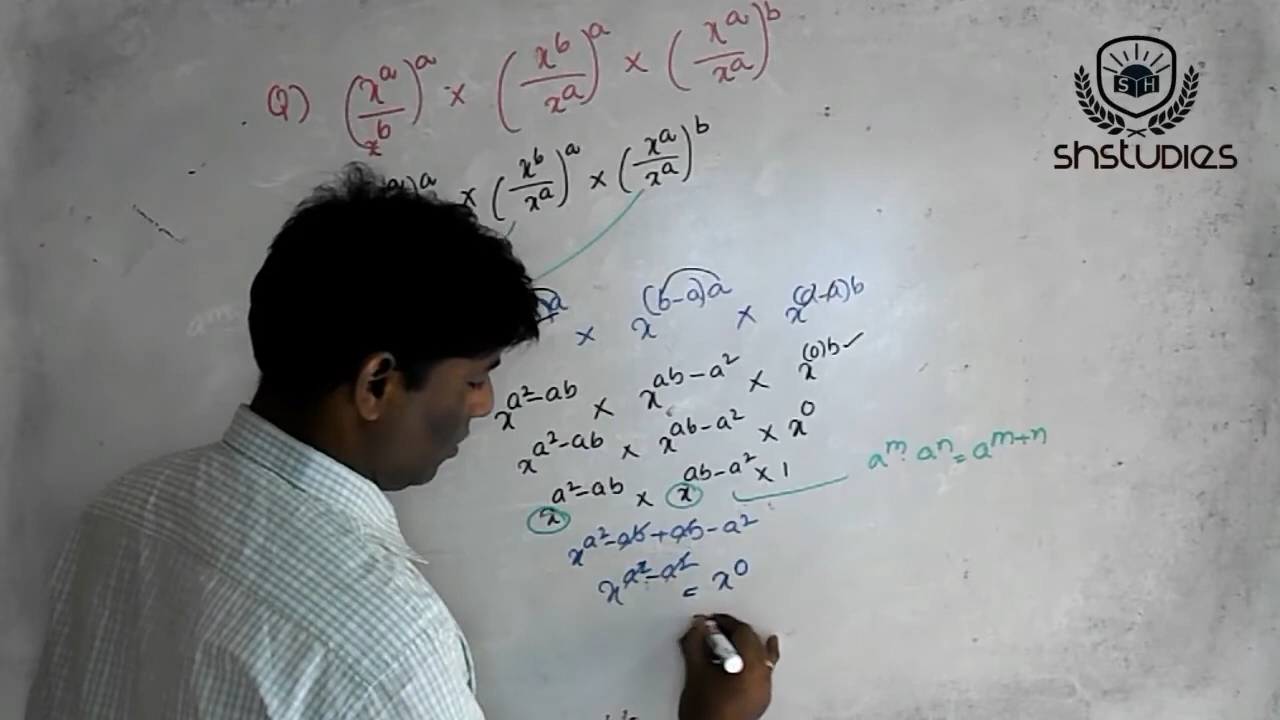 Q) (x^a/x^b)^a × (x^b/x^a)^a × (x^a/x^a)^b
× (x^b/x^a)^a × (x^a/x^a)^b
× x^(b-a)a × x^(a-a)b
x^a²-ab × x^ab-a² × x^(0)b ✓
x^a²-ab × x^ab-a² × x^0
x^a²-ab × x^ab-a² × 1
a^m · a^n = a^m+n
x^a²-ab+ab-a²
x^a²-a² = x^0
SH
SHSTUDIES